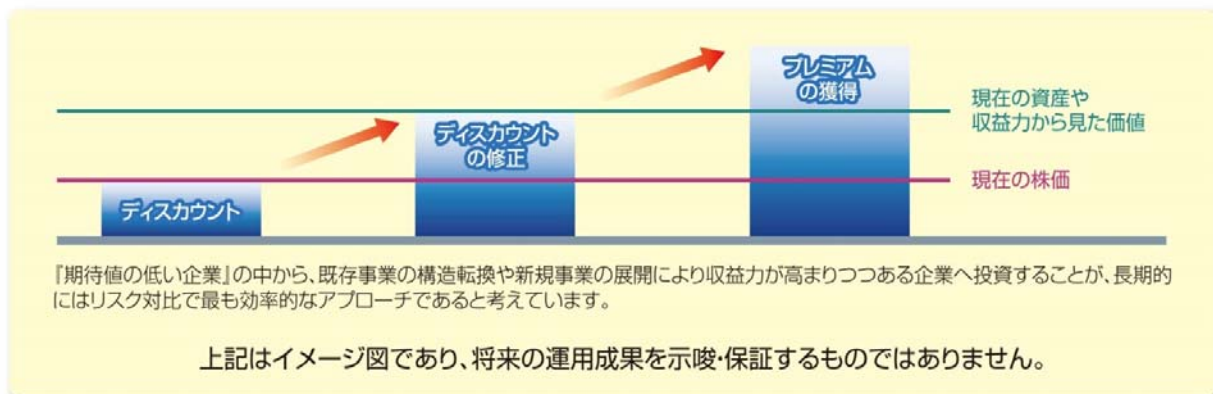 プレミアム
の獲得
現在の資産や
収益力から見た価値
ディスカウント
の修正
現在の株価
ディスカウント
『期待値の低い企業』の中から、既存事業の構造転換や新規事業の展開により収益力が高まりつつある企業へ投資することが、長期的
にはリスク対比で最も効率的なアプローチであると考えています。
上記はイメージ図であり、将来の運用成果を示唆・保証するものではありません。